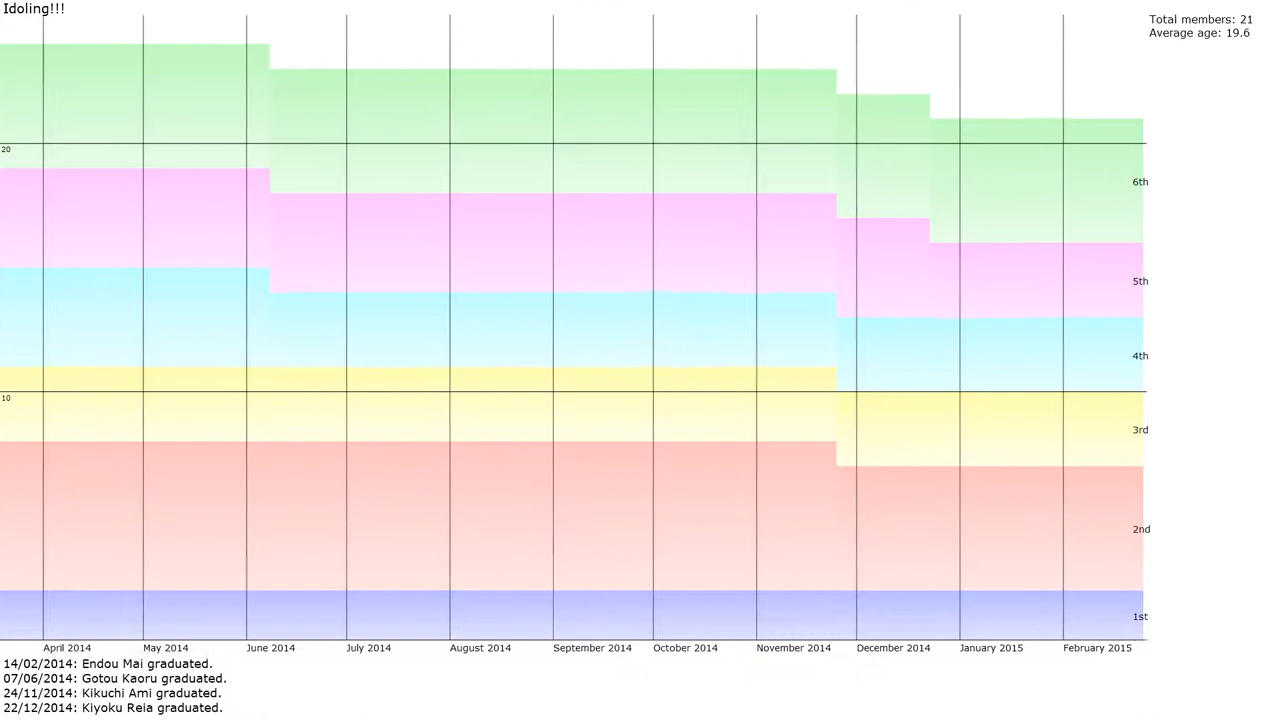 Idoling!!!
Total members: 21
Average age: 19.6
20
6th
5th
4th
10
3rd
2nd
1st
April 2014 May 2014 June 2014 July 2014 August 2014 September 2014 October 2014 November 2014 December 2014 January 2015 February 2015
14/02/2014: Endou Mai graduated.
07/06/2014: Gotou Kaoru graduated.
24/11/2014: Kikuchi Ami graduated.
22/12/2014: Kiyoku Reia graduated.